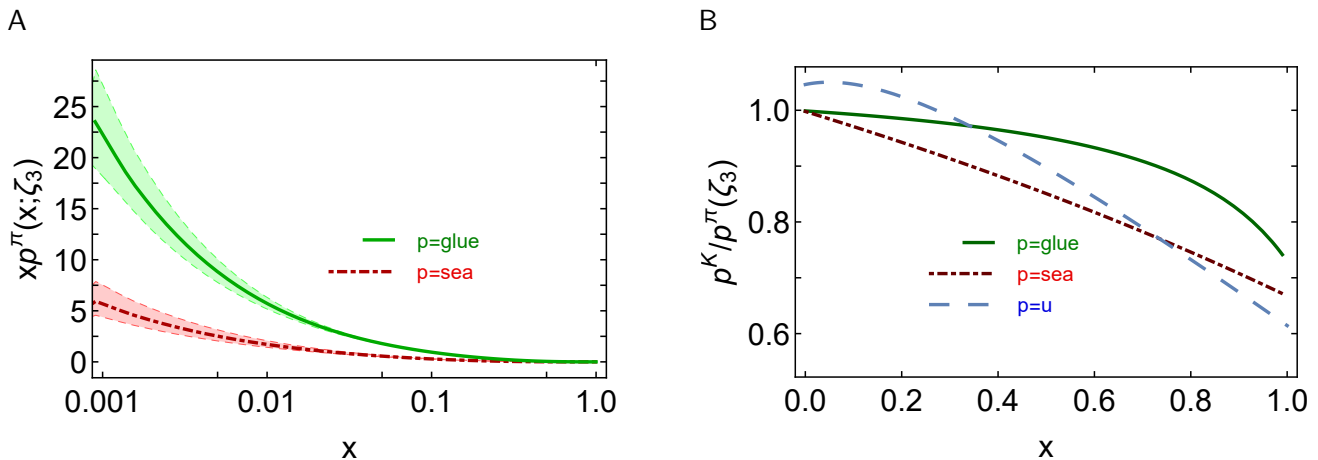 A
xp^π(x;ζ₃)
25
20
15
10
5
0
0.001
0.01
0.1
1.0
x
p=glue
p=sea
B
p^K/p^π(ζ₃)
1.0
0.8
0.6
0.0
0.2
0.4
0.6
0.8
1.0
x
p=glue
p=sea
p=u